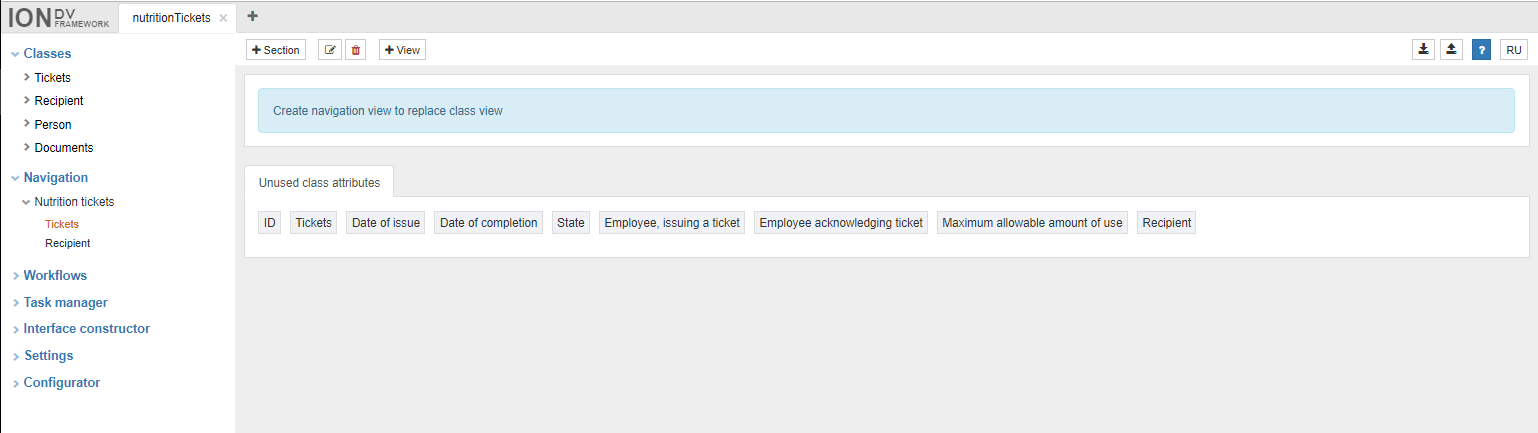 ION DV FRAMEWORK
nutritionTickets
Classes
Tickets
Recipient
Person
Documents
Navigation
Nutrition tickets
Tickets
Recipient
Workflows
Task manager
Interface constructor
Settings
Configurator
Section
View
?
RU
Create navigation view to replace class view
Unused class attributes
ID Tickets Date of issue Date of completion State Employee, issuing a ticket Employee acknowledging ticket Maximum allowable amount of use Recipient